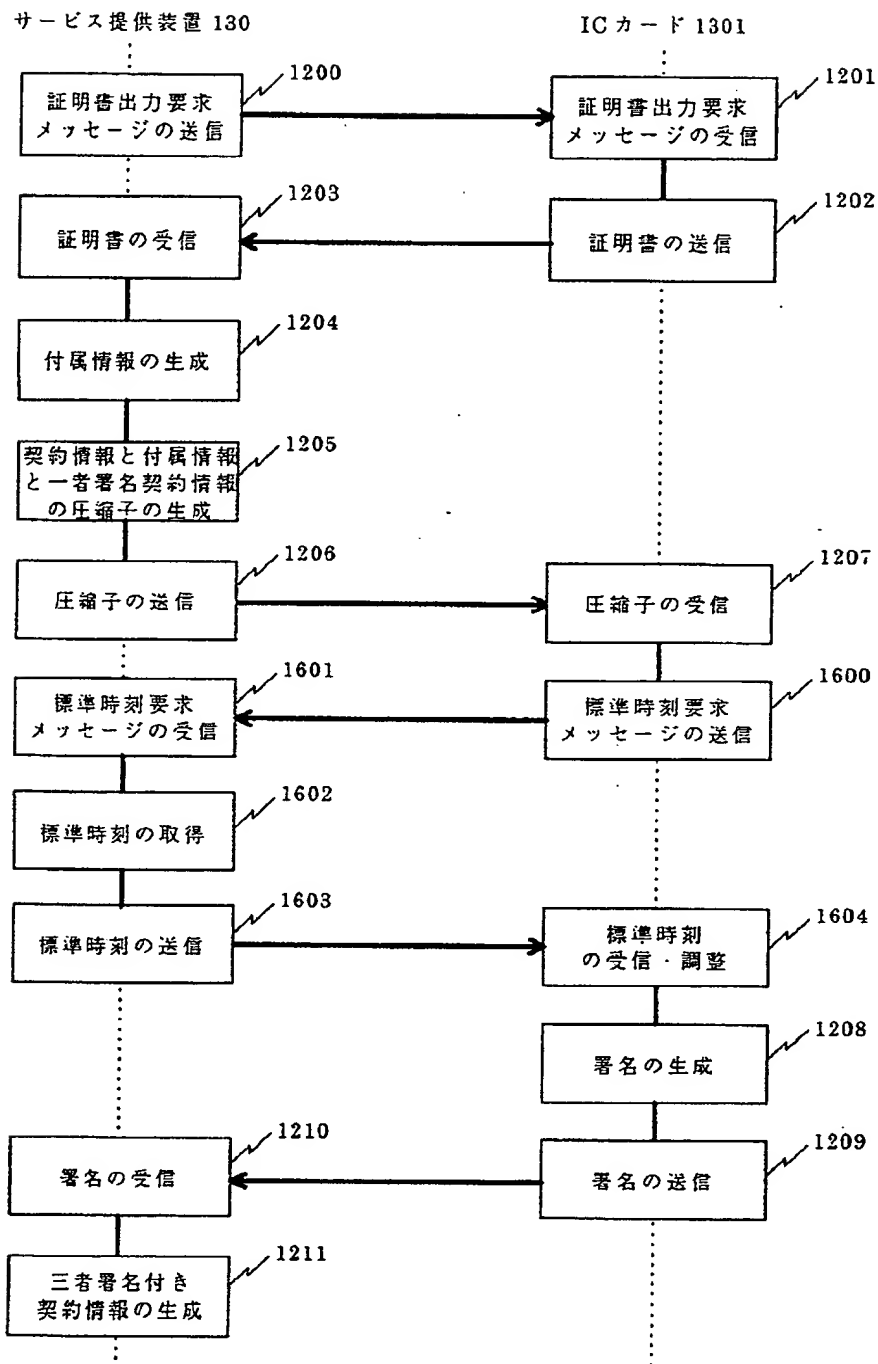 サービス提供装置 130
ICカード 1301
1200
証明書出力要求
メッセージの送信
1201
証明書出力要求
メッセージの受信
1203
証明書の受信
1202
証明書の送信
1204
付属情報の生成
1205
契約情報と付属情報
と一者署名契約情報
の圧縮子の生成
1206
圧縮子の送信
1207
圧縮子の受信
1601
標準時刻要求
メッセージの受信
1600
標準時刻要求
メッセージの送信
1602
標準時刻の取得
1603
標準時刻の送信
1604
標準時刻
の受信・調整
1208
署名の生成
1210
署名の受信
1209
署名の送信
1211
三者署名付き
契約情報の生成